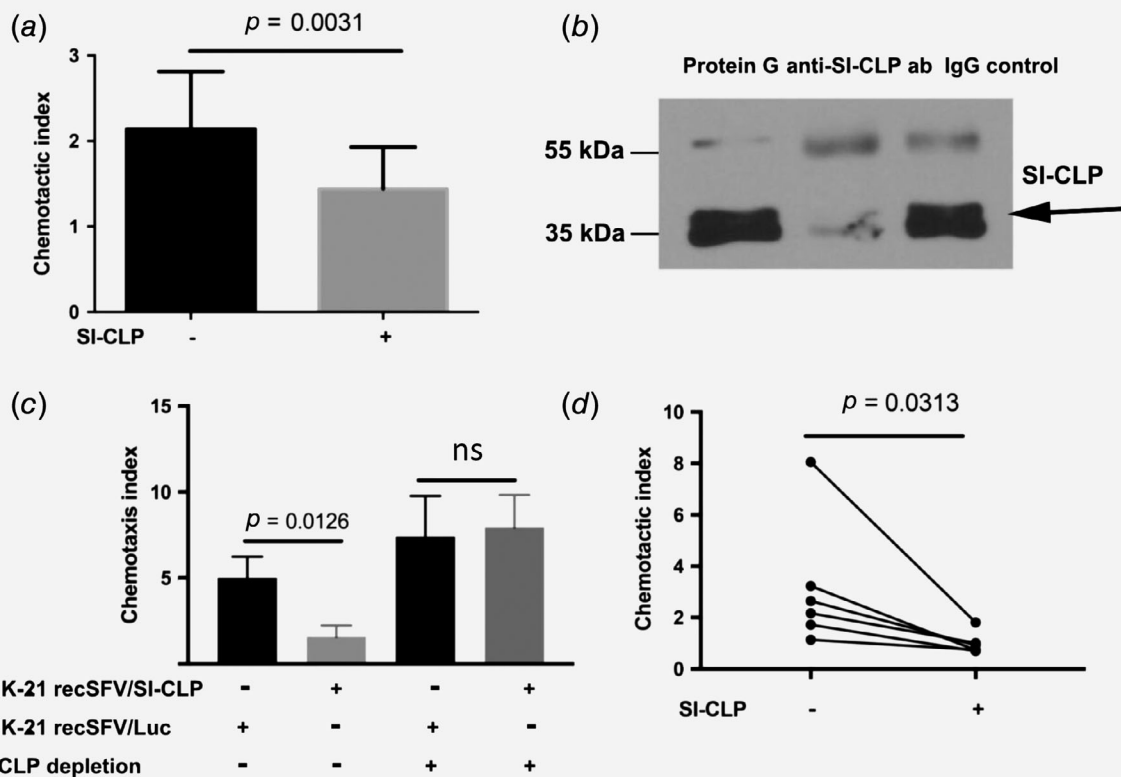 (a)
p = 0.0031
3
2
1
0
Chemotactic index
SI-CLP - +
(b)
Protein G anti-SI-CLP ab IgG control
55 kDa
35 kDa
SI-CLP
(c)
15
10
5
Chemotaxis index
p = 0.0126
ns
K-21 recSFV/SI-CLP - + - +
K-21 recSFV/Luc + - + -
CLP depletion - - + +
(d)
p = 0.0313
10
8
6
4
2
0
Chemotactic index
SI-CLP - +